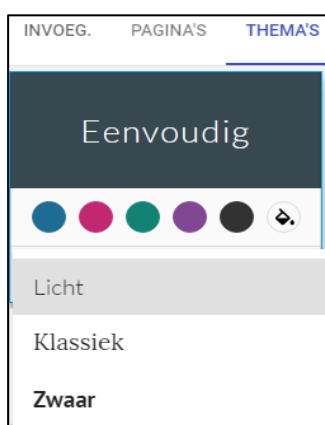 INVOEG. PAGINA'S THEMA'S
Eenvoudig
Licht
Klassiek
Zwaar